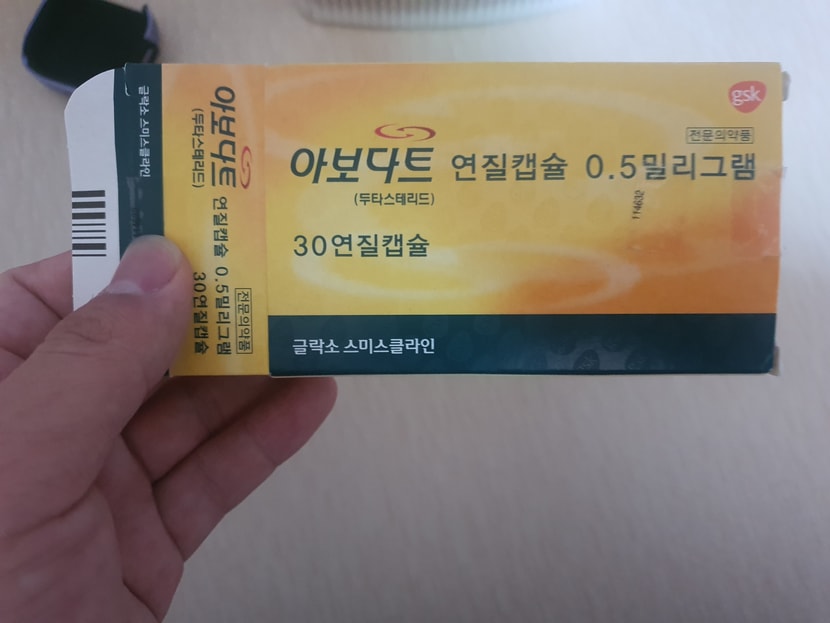 gsk
전문의약품
아보다트 연질캡슐 0.5밀리그램
(두타스테리드)
30연질캡슐
글락소 스미스클라인
아보다트 연질캡슐 0.5밀리그램
(두타스테리드)
30연질캡슐
전문의약품
글락소 스미스클라인